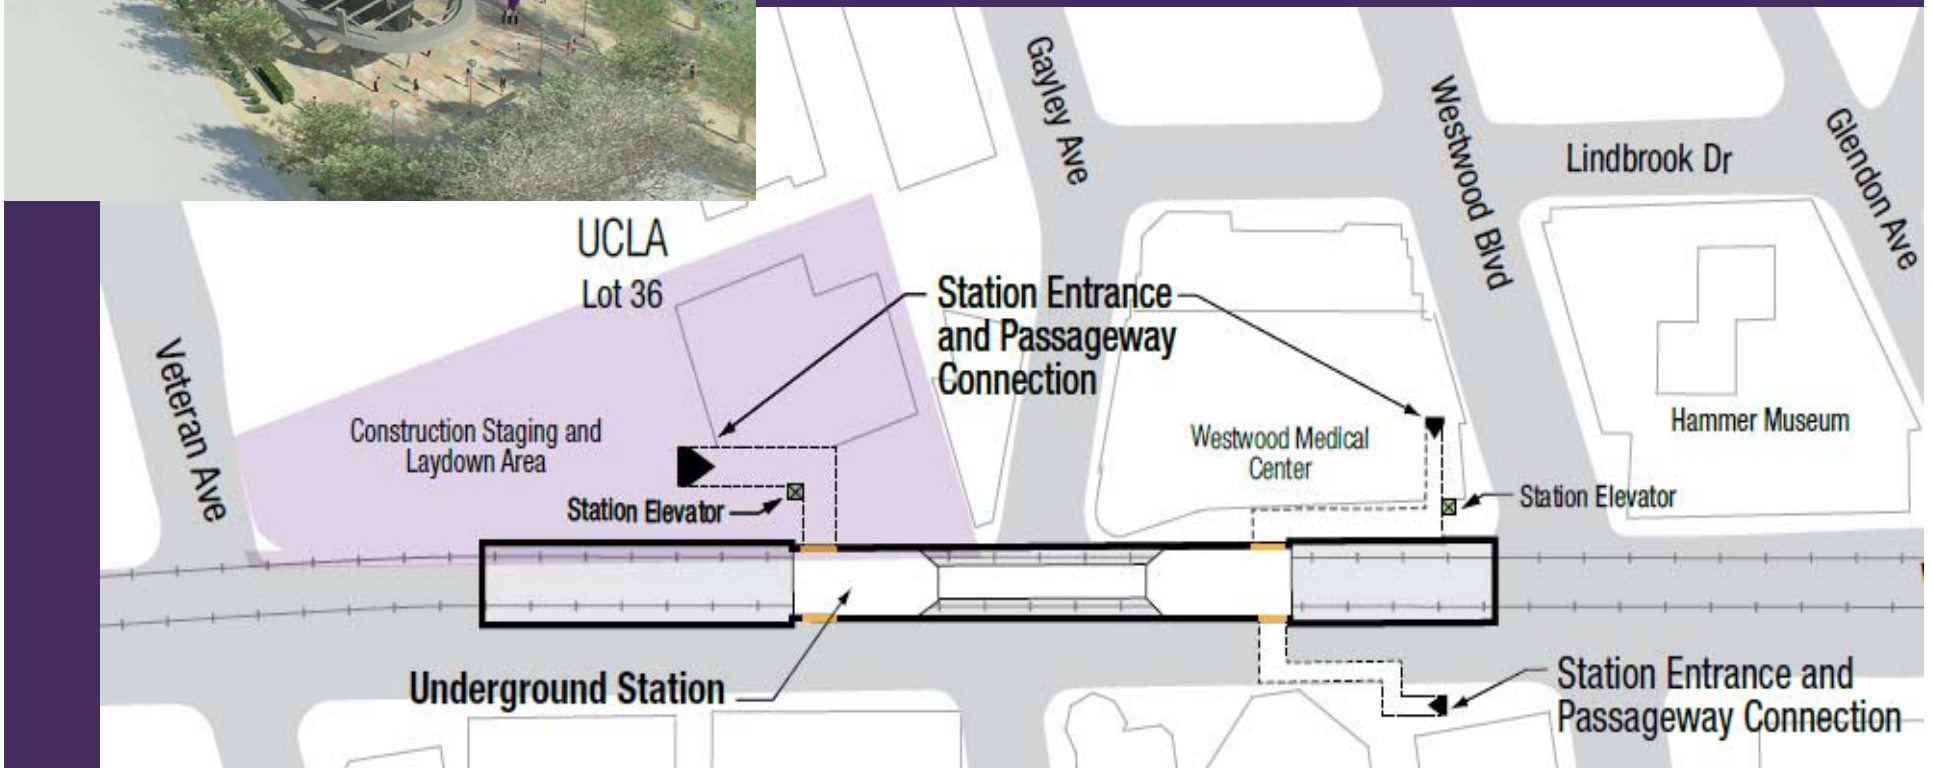 Gayley Ave
Westwood Blvd
Lindbrook Dr
Glendon Ave
UCLA
Lot 36
Station Entrance
and Passageway
Connection
Veteran Ave
Construction Staging and
Laydown Area
Station Elevator
Westwood Medical
Center
Hammer Museum
Station Elevator
Underground Station
Station Entrance and
Passageway Connection